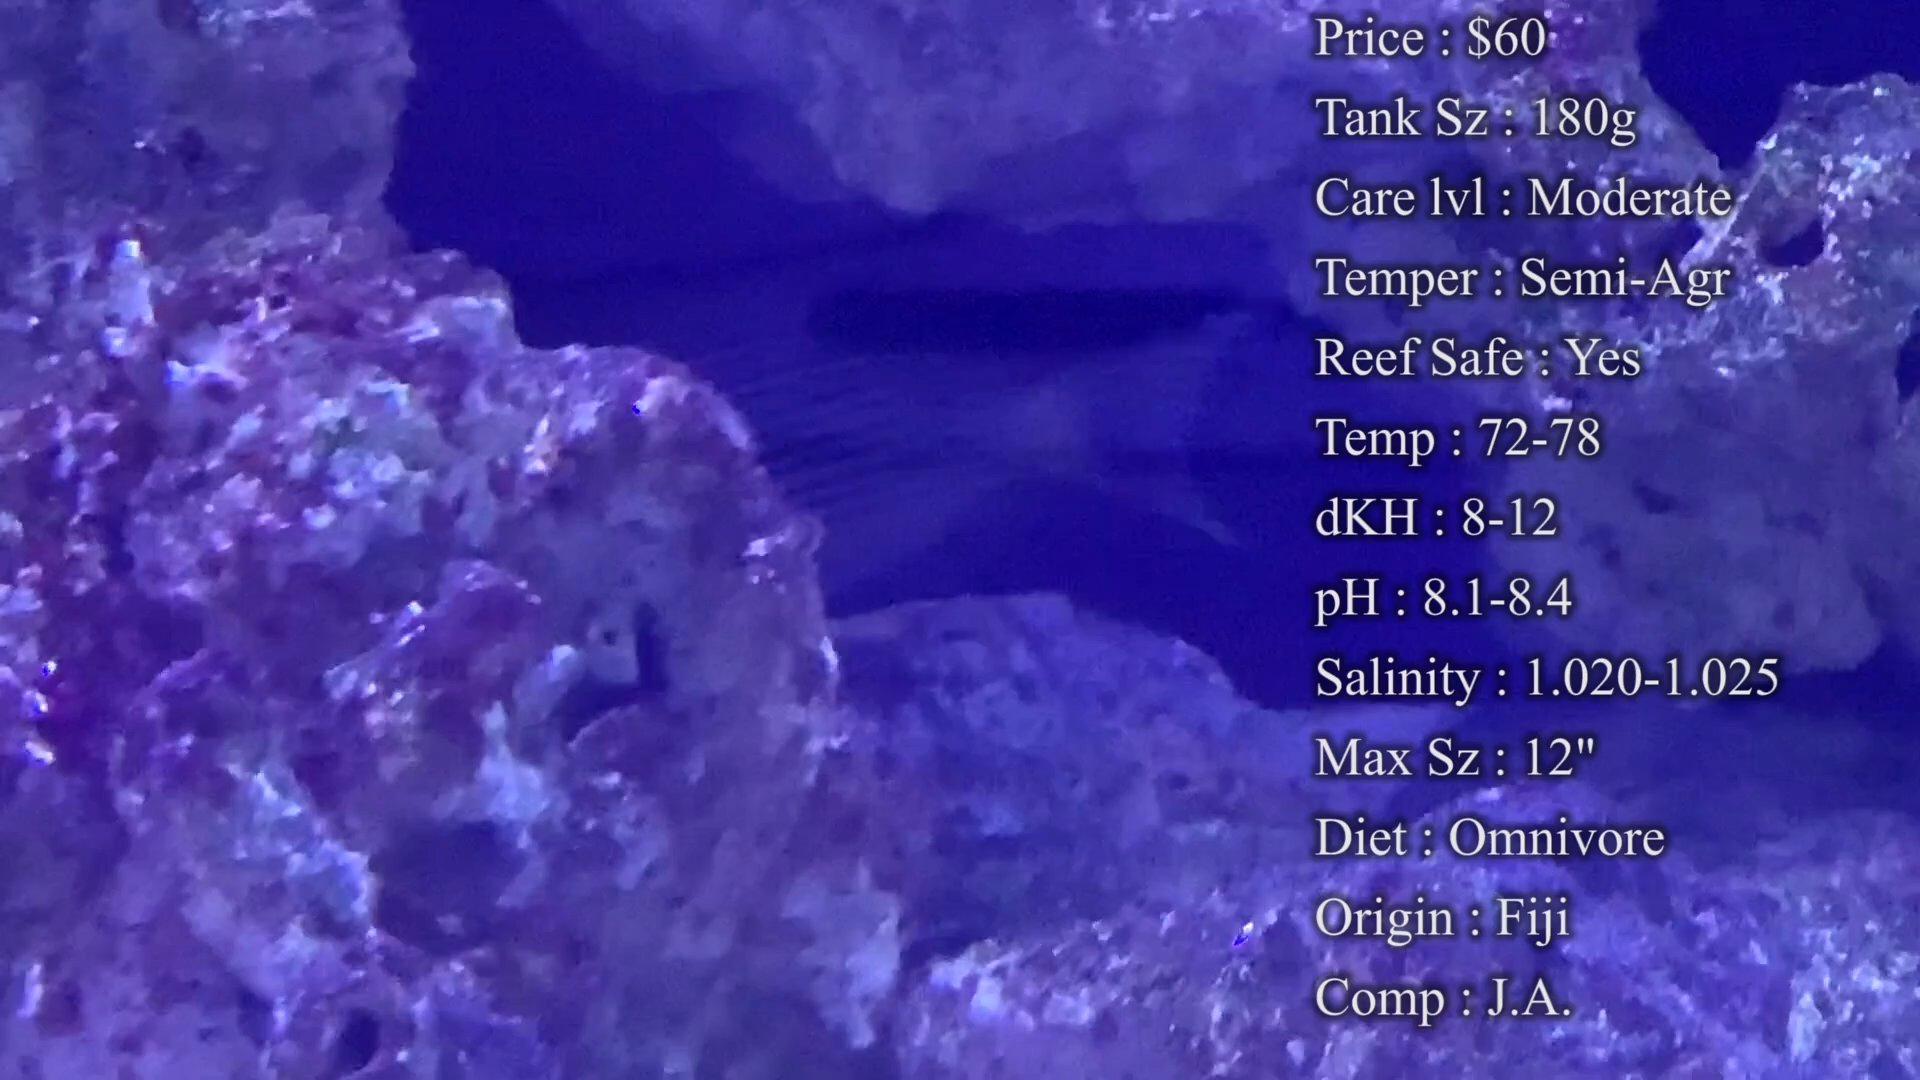 Price : $60
Tank Sz : 180g
Care lvl : Moderate
Temper : Semi-Agr
Reef Safe : Yes
Temp : 72-78
dKH : 8-12
pH : 8.1-8.4
Salinity : 1.020-1.025
Max Sz : 12"
Diet : Omnivore
Origin : Fiji
Comp : J.A.